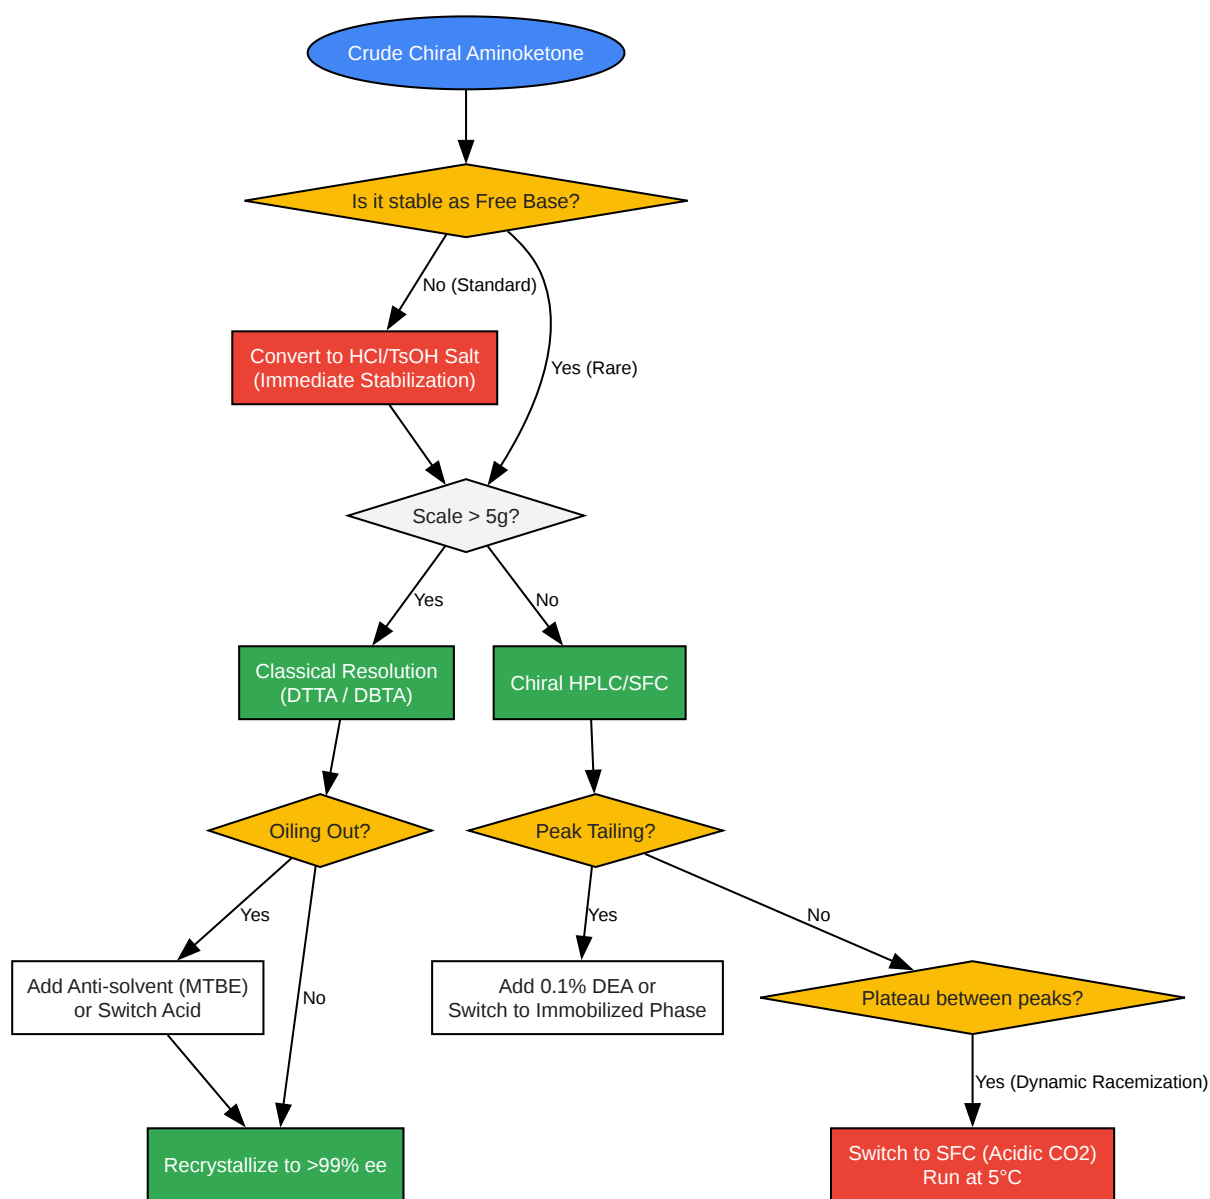 Crude Chiral Aminoketone
Is it stable as Free Base?
No (Standard)
Convert to HCl/TsOH Salt
(Immediate Stabilization)
Yes (Rare)
Scale > 5g?
Yes
No
Classical Resolution
(DTTA / DBTA)
Chiral HPLC/SFC
Oiling Out?
Peak Tailing?
Yes
Yes
No
Add Anti-solvent (MTBE)
or Switch Acid
No
Add 0.1% DEA or
Switch to Immobilized Phase
Plateau between peaks?
Yes (Dynamic Racemization)
Recrystallize to >99% ee
Switch to SFC (Acidic CO2)
Run at 5°C